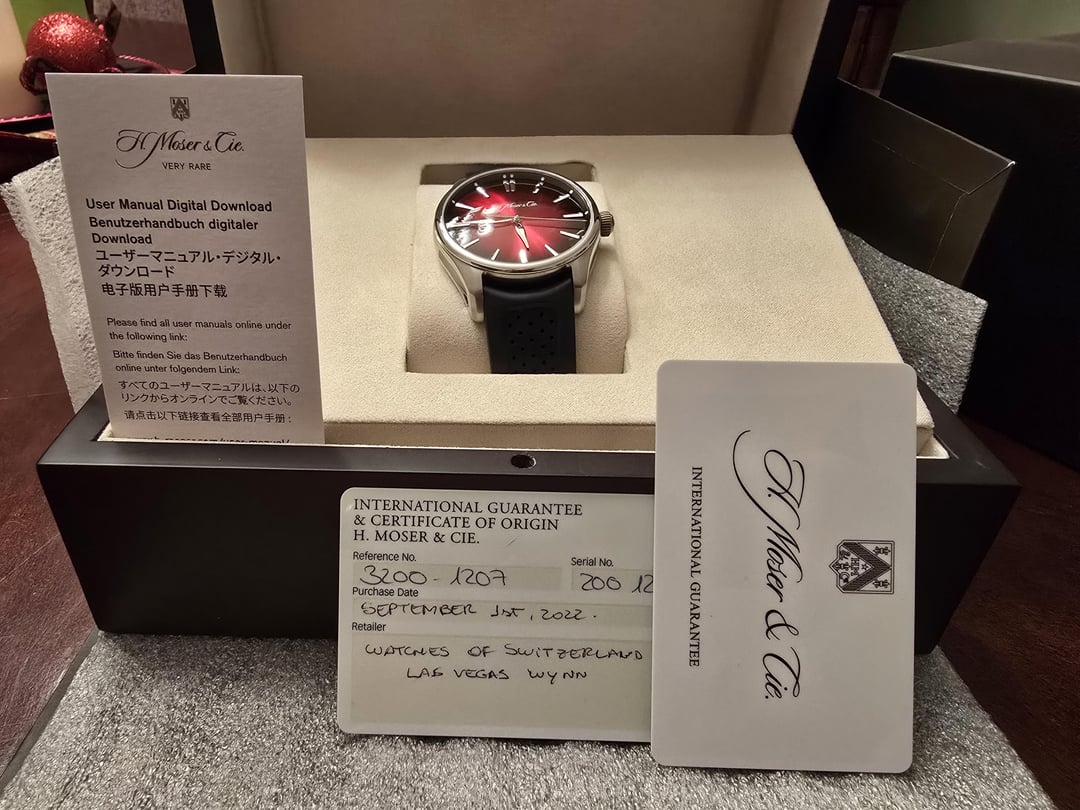 H. Moser & Cie.
VERY RARE
User Manual Digital Download
Benutzerhandbuch digitaler
Download
ユーザーマニュアル・デジタル・
ダウンロード
电子版用户手册下载
Please find all user manuals online under
the following link:
Bitte finden Sie das Benutzerhandbuch
online unter folgendem Link:
すべてのユーザーマニュアルは、以下の
リンクからオンラインでご覧ください。
请点击以下链接查看全部用户手册：
H. Moser & Cie.
INTERNATIONAL GUARANTEE
& CERTIFICATE OF ORIGIN
H. MOSER & CIE.
Reference No.
3200-1207
Serial No.
200 12
Purchase Date
SEPTEMBER 1st, 2022.
Retailer
WATCHES OF SWITZERLAND
LAS VEGAS WYNN
H. Moser & Cie.
INTERNATIONAL GUARANTEE